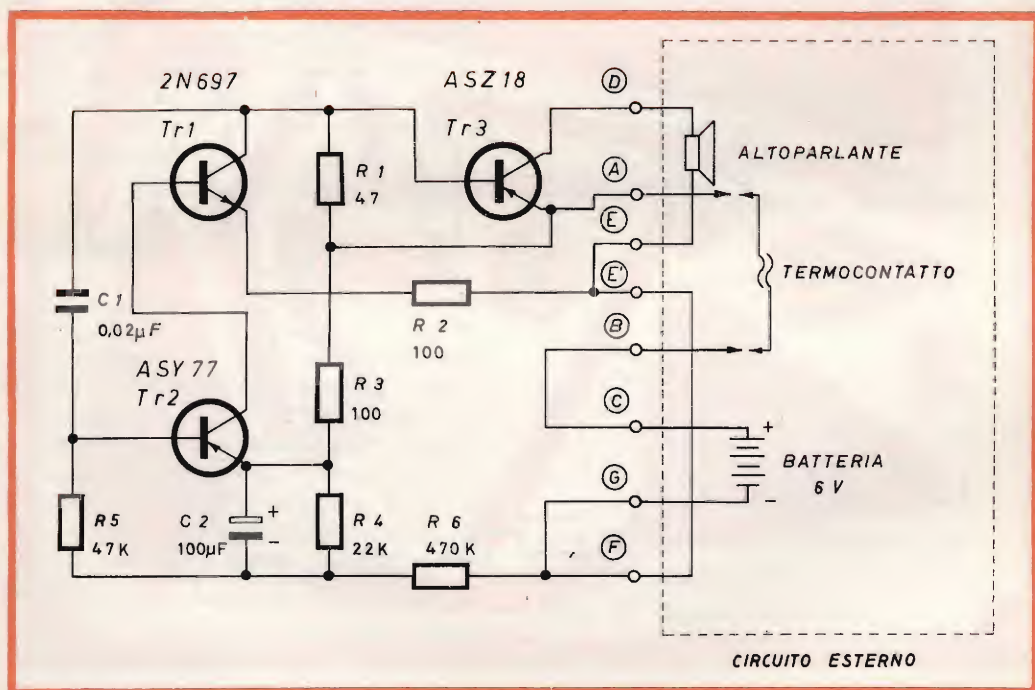 2N697
Tr1
ASZ18
Tr3
D
R 1
47
ALTOPARLANTE
A
E
E'
TERMOCONTATTO
C 1
0,02µF
R 2
100
B
ASY 77
Tr2
R 3
100
C
+
BATTERIA
6 V
-
G
R5
47K
C 2
100µF
+
-
R 4
22K
R 6
470K
F
CIRCUITO ESTERNO